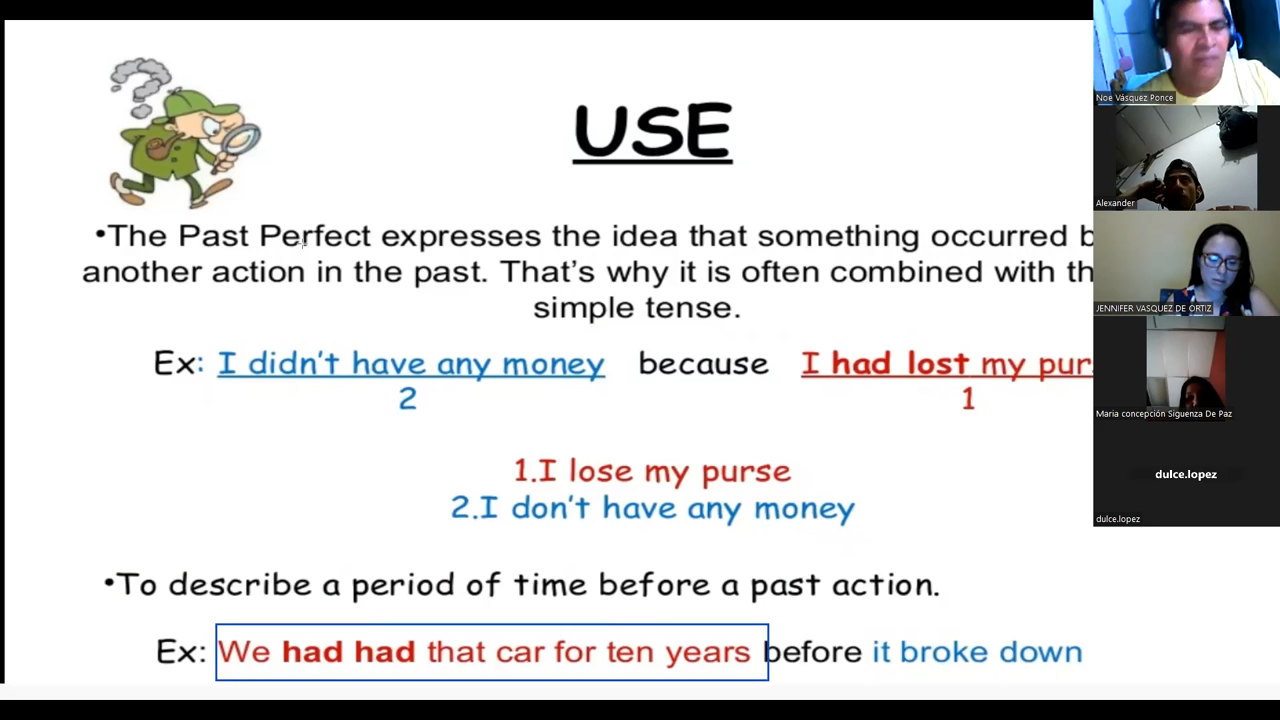 USE
•The Past Perfect expresses the idea that something occurred
another action in the past. That's why it is often combined with
simple tense.
Ex: I didn't have any money because I had lost my
2 1
1.I lose my purse
2.I don't have any money
•To describe a period of time before a past action.
Ex: We had had that car for ten years before it broke down
Noe Vásquez Ponce
Alexander
JENNIFER VASQUEZ DE ORTIZ
Maria concepción Siguenza De Paz
dulce.lopez
dulce.lopez